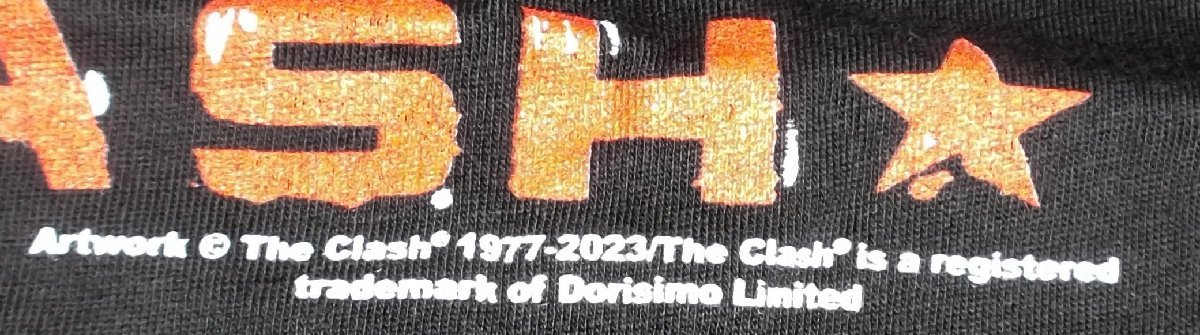 ASH
Artwork © The Clash® 1977-2023/The Clash® is a registered
trademark of Dorisimo Limited